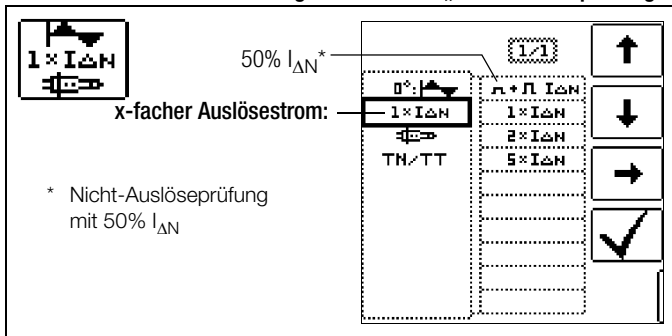 1×IΔN
50% IΔN*
x-facher Auslösestrom:
* Nicht-Auslöseprüfung
mit 50% IΔN
1/1
0°:
1×IΔN
TN/TT
+ IΔN
1×IΔN
2×IΔN
5×IΔN